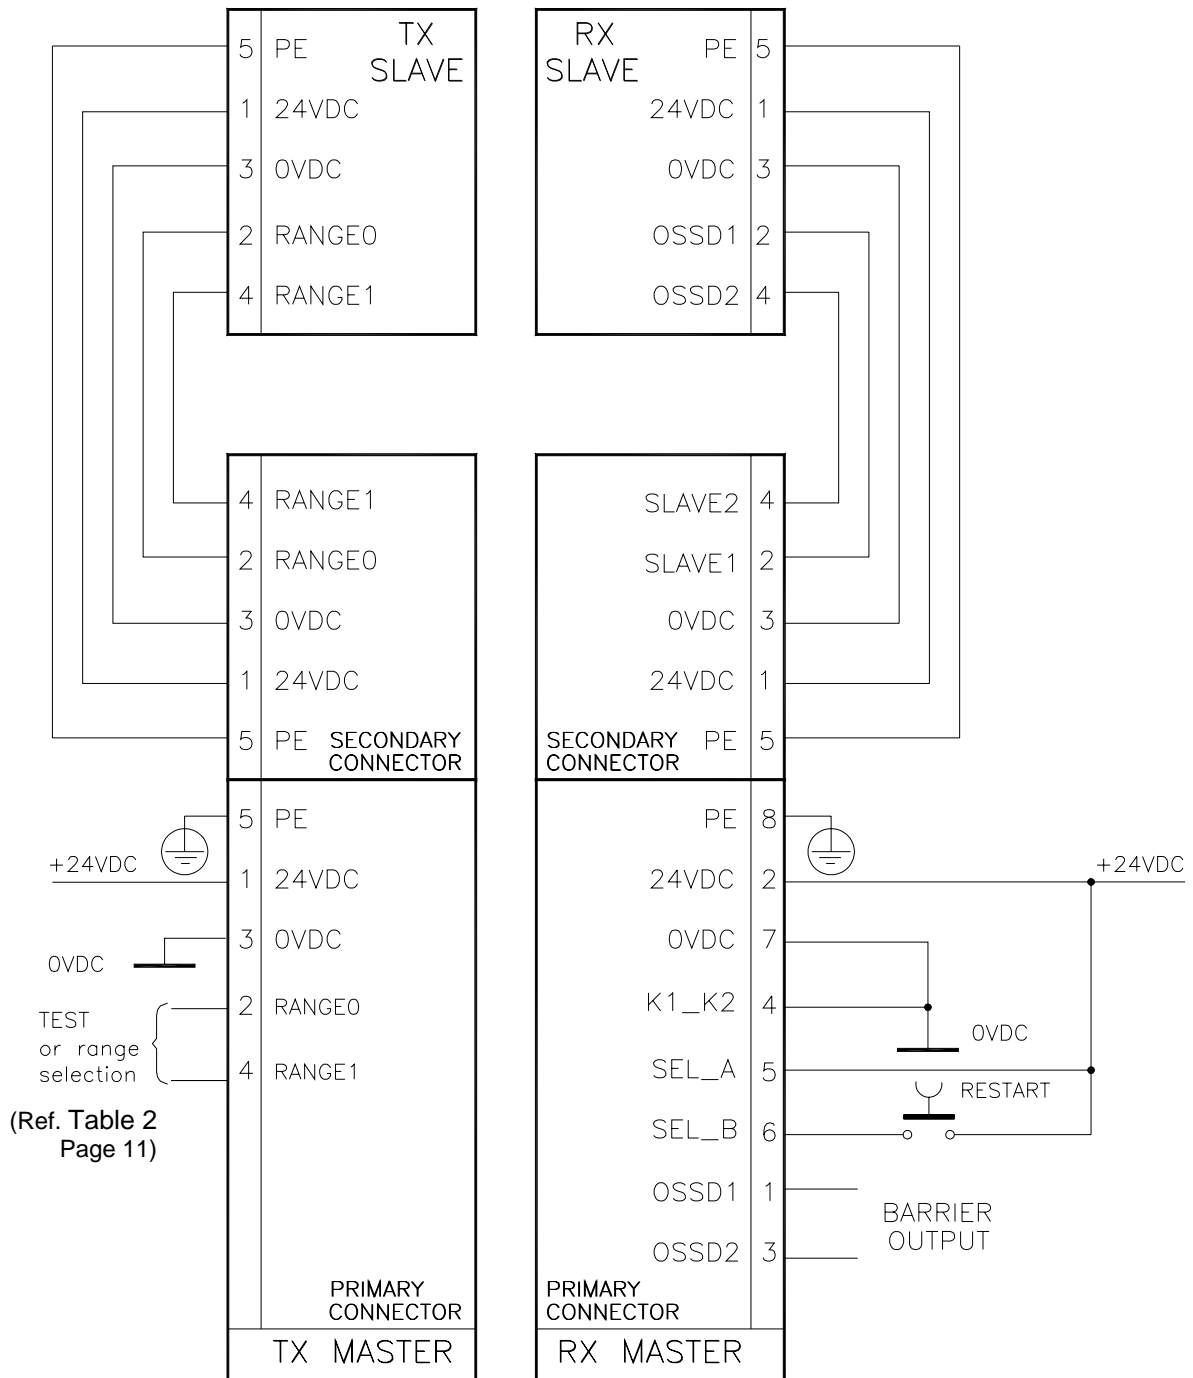 TX
SLAVE
5 PE
1 24VDC
3 0VDC
2 RANGE0
4 RANGE1
RX
SLAVE
PE 5
24VDC 1
0VDC 3
OSSD1 2
OSSD2 4
4 RANGE1
2 RANGE0
3 0VDC
1 24VDC
5 PE
SECONDARY
CONNECTOR
SLAVE2 4
SLAVE1 2
0VDC 3
24VDC 1
PE 5
SECONDARY
CONNECTOR
5 PE
+24VDC
1 24VDC
3 0VDC
0VDC
2 RANGE0
4 RANGE1
TEST
or range
selection
(Ref. Table 2
Page 11)
PRIMARY
CONNECTOR
TX MASTER
PE 8
24VDC 2
+24VDC
0VDC 7
K1_K2 4
0VDC
SEL_A 5
RESTART
SEL_B 6
OSSD1 1
OSSD2 3
BARRIER
OUTPUT
PRIMARY
CONNECTOR
RX MASTER